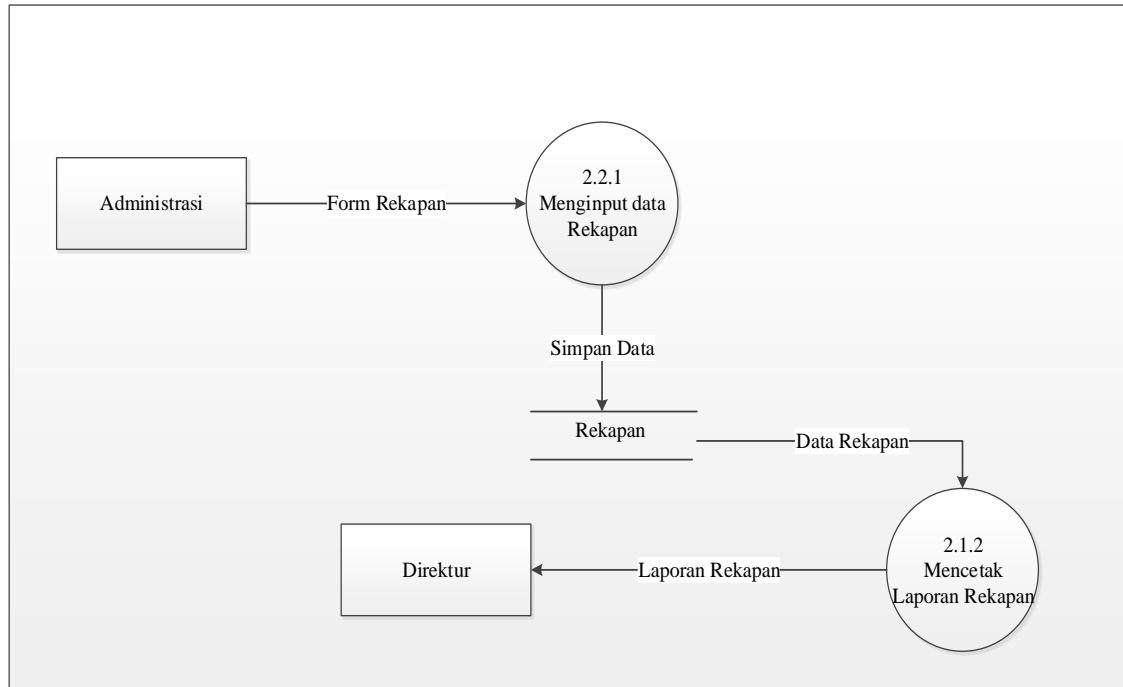 Administrasi
Form Rekapan
2.2.1
Menginput data
Rekapan
Simpan Data
Rekapan
Data Rekapan
2.1.2
Mencetak
Laporan Rekapan
Laporan Rekapan
Direktur